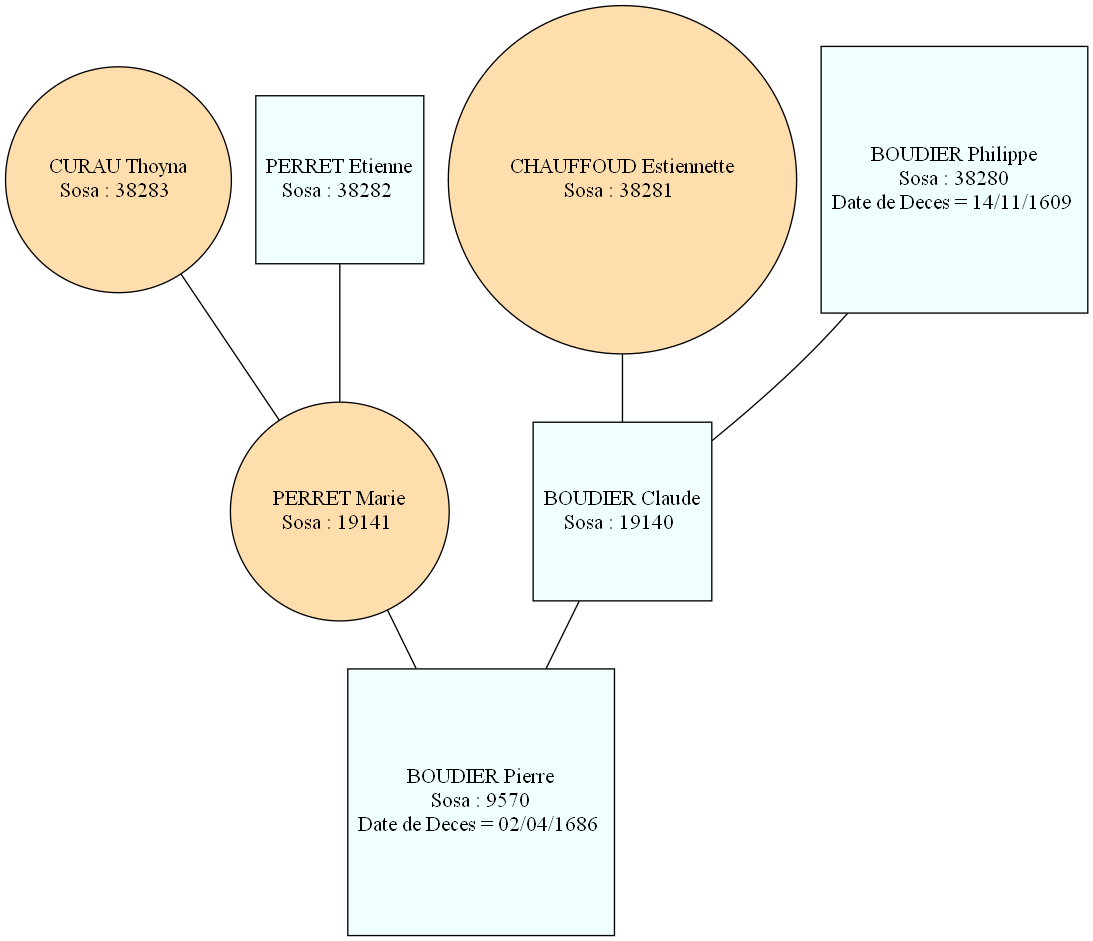 CURAU Thoyna
Sosa : 38283
PERRET Etienne
Sosa : 38282
CHAUFFOUD Estiennette
Sosa : 38281
BOUDIER Philippe
Sosa : 38280
Date de Deces = 14/11/1609
PERRET Marie
Sosa : 19141
BOUDIER Claude
Sosa : 19140
BOUDIER Pierre
Sosa : 9570
Date de Deces = 02/04/1686